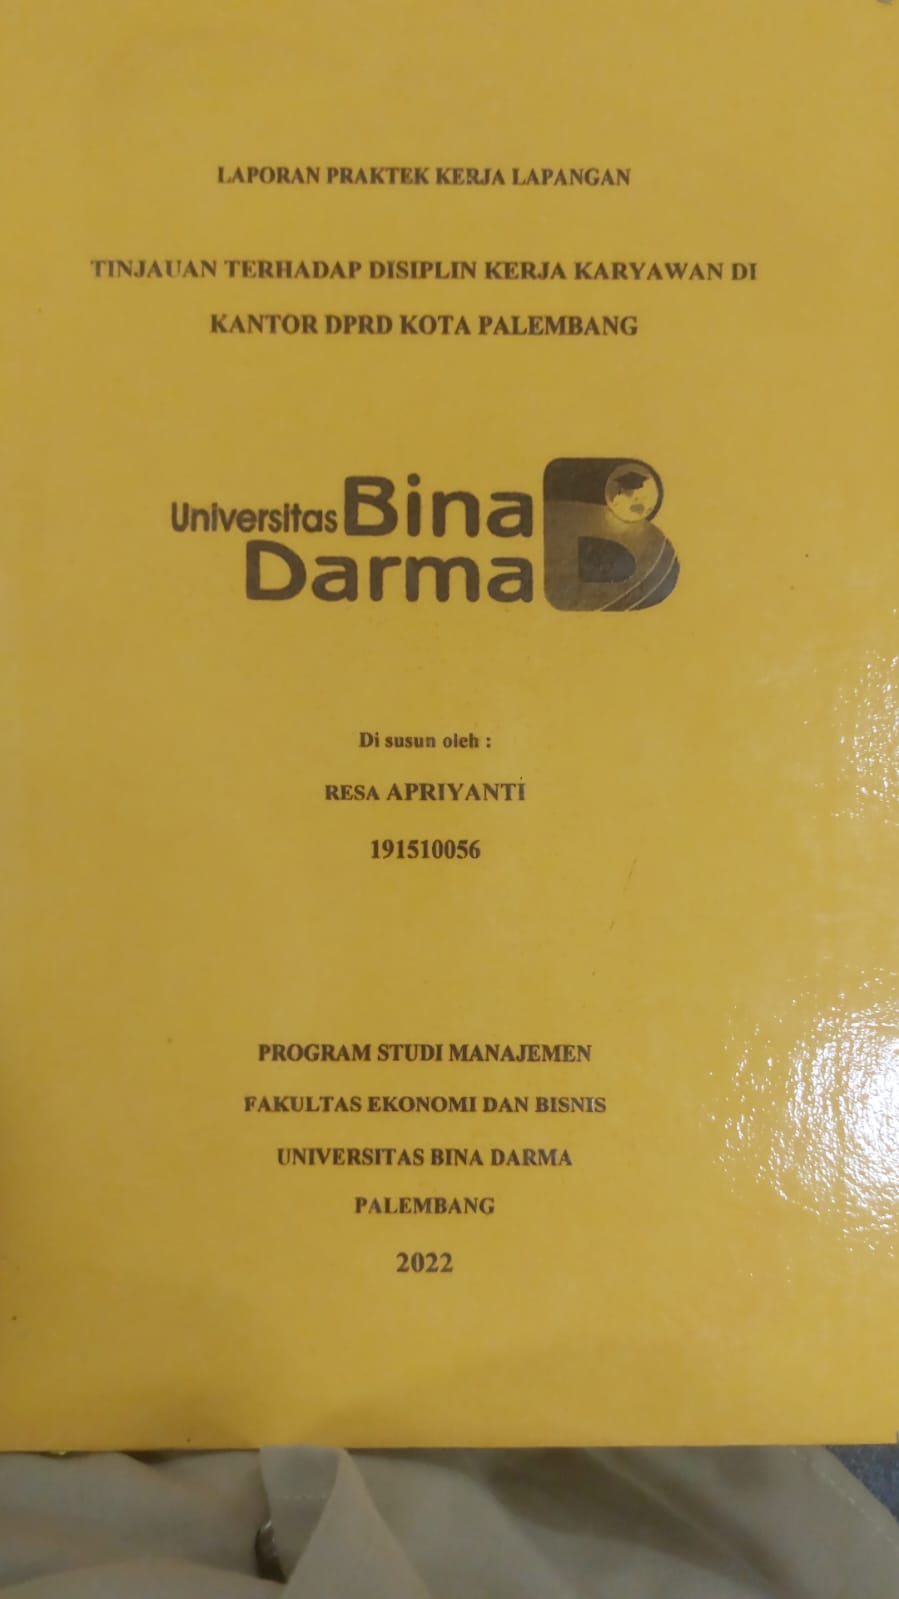 LAPORAN PRAKTEK KERJA LAPANGAN
TINJAUAN TERHADAP DISIPLIN KERJA KARYAWAN DI
KANTOR DPRD KOTA PALEMBANG
Universitas Bina
Darma
Di susun oleh :
RESA APRIYANTI
191510056
PROGRAM STUDI MANAJEMEN
FAKULTAS EKONOMI DAN BISNIS
UNIVERSITAS BINA DARMA
PALEMBANG
2022